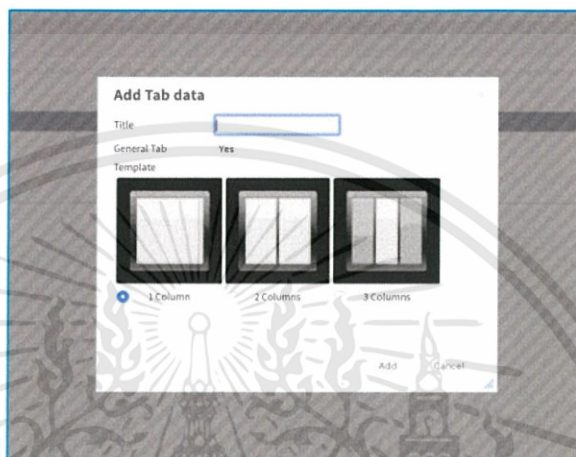 Add Tab data
Title
General Tab Yes
Template
1 Column 2 Columns 3 Columns
Add Cancel